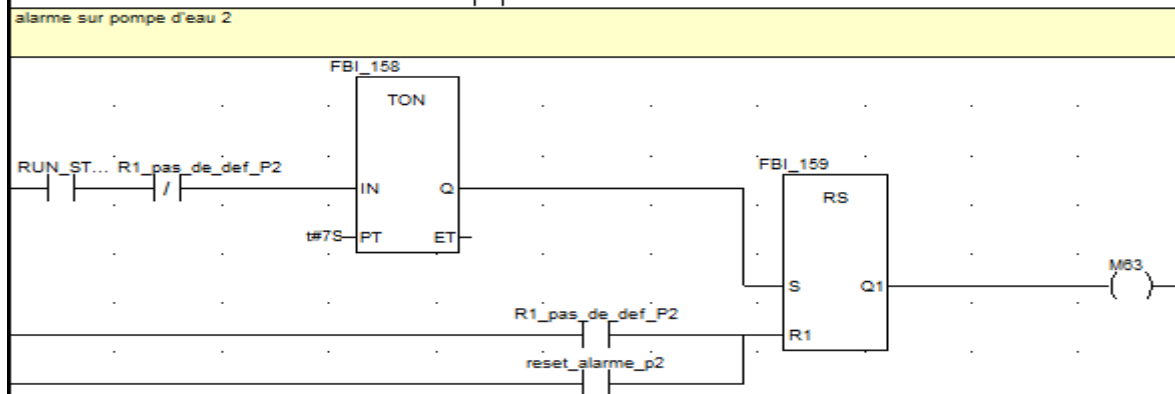 alarme sur pompe d'eau 2
FBI_158
TON
RUN_ST... R1_pas_de_def_P2
/
IN Q
t#7S PT ET
FBI_159
RS
S Q1
M63
R1_pas_de_def_P2
R1
reset_alarme_p2